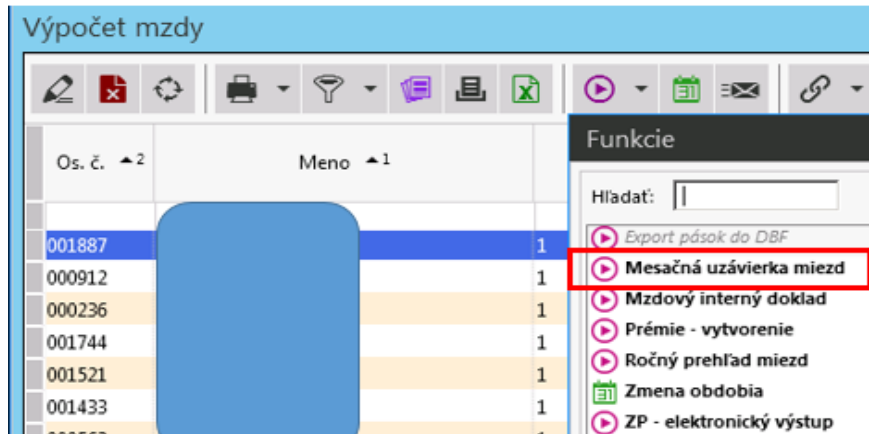 Výpočet mzdy
Os. č. 2 Meno 1
Funkcie
Hľadať:
Export pások do DBF
Mesačná uzávierka miezd
Mzdový interný doklad
Prémie - vytvorenie
Ročný prehľad miezd
Zmena obdobia
ZP - elektronický výstup
001887 1
000912 1
000236 1
001744 1
001521 1
001433 1